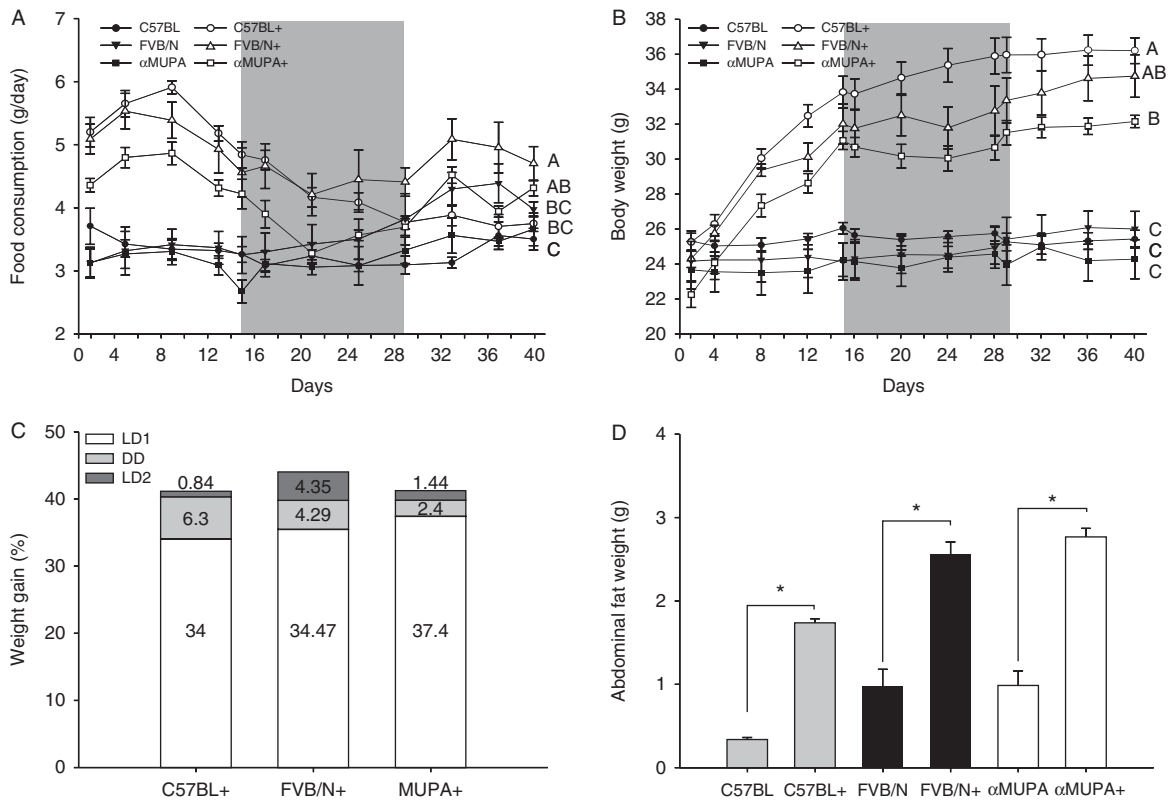 A
C57BL
C57BL+
FVB/N
FVB/N+
αMUPA
αMUPA+
Food consumption (g/day)
7
6
5
4
3
2
0 4 8 12 16 20 24 28 32 36 40
Days
A
AB
BC
BC
C
C
B
C57BL
C57BL+
FVB/N
FVB/N+
αMUPA
αMUPA+
Body weight (g)
38
36
34
32
30
28
26
24
22
20
0 4 8 12 16 20 24 28 32 36 40
Days
A
AB
B
C
C
C
C
LD1
DD
LD2
Weight gain (%)
50
40
30
20
10
0
0.84
6.3
34
4.35
4.29
34.47
1.44
2.4
37.4
C57BL+ FVB/N+ MUPA+
D
Abdominal fat weight (g)
4
3
2
1
0
*
*
*
C57BL C57BL+ FVB/N FVB/N+ αMUPA αMUPA+